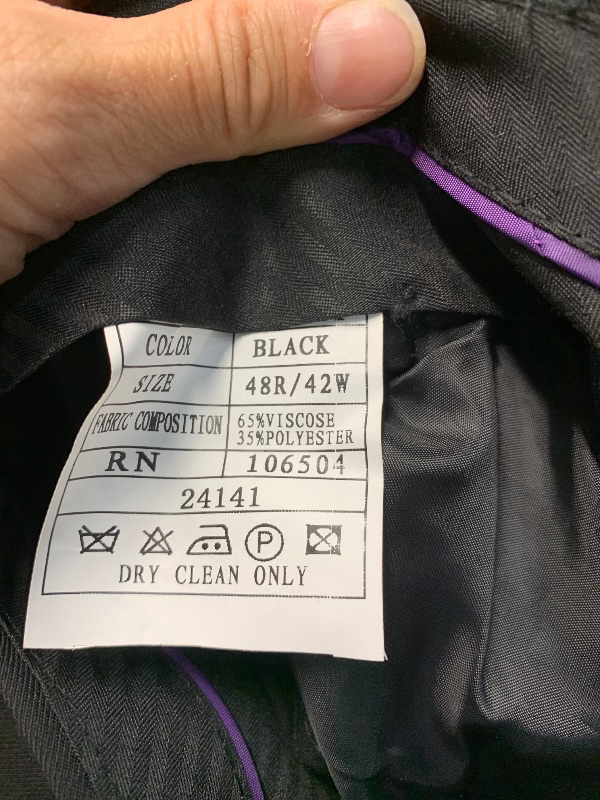 COLOR BLACK
SIZE 48R/42W
FABRIC COMPOSITION 65%VISCOSE
35%POLYESTER
RN 106504
24141
P
DRY CLEAN ONLY